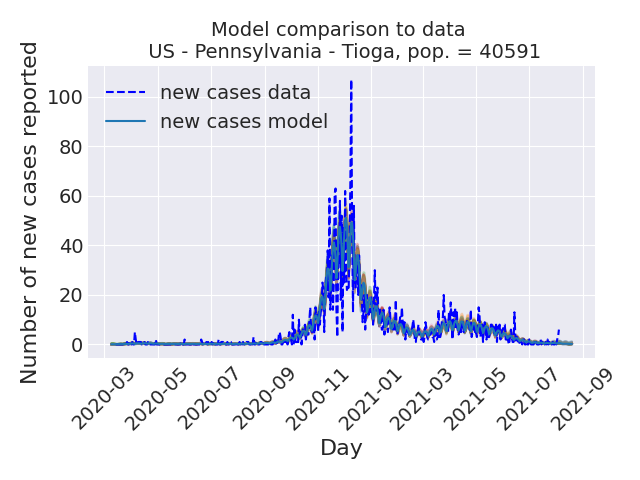 Model comparison to data
US - Pennsylvania - Tioga, pop. = 40591
Number of new cases reported
100
80
60
40
20
0
new cases data
new cases model
2020-03
2020-05
2020-07
2020-09
2020-11
2021-01
2021-03
2021-05
2021-07
2021-09
Day